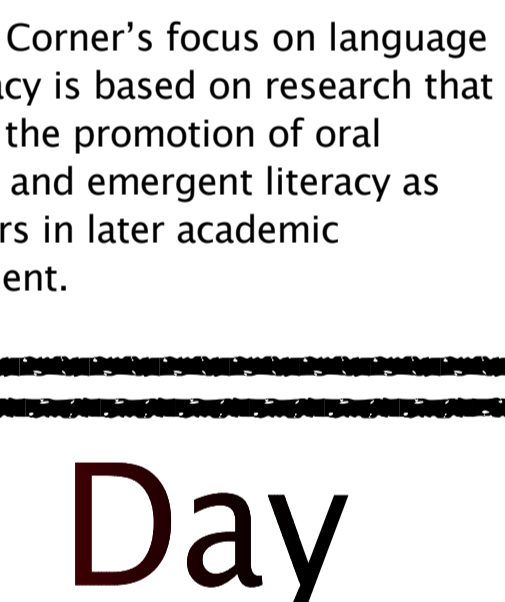 Corner’s focus on language
cy is based on research that
the promotion of oral
and emergent literacy as
rs in later academic
ent.
Day